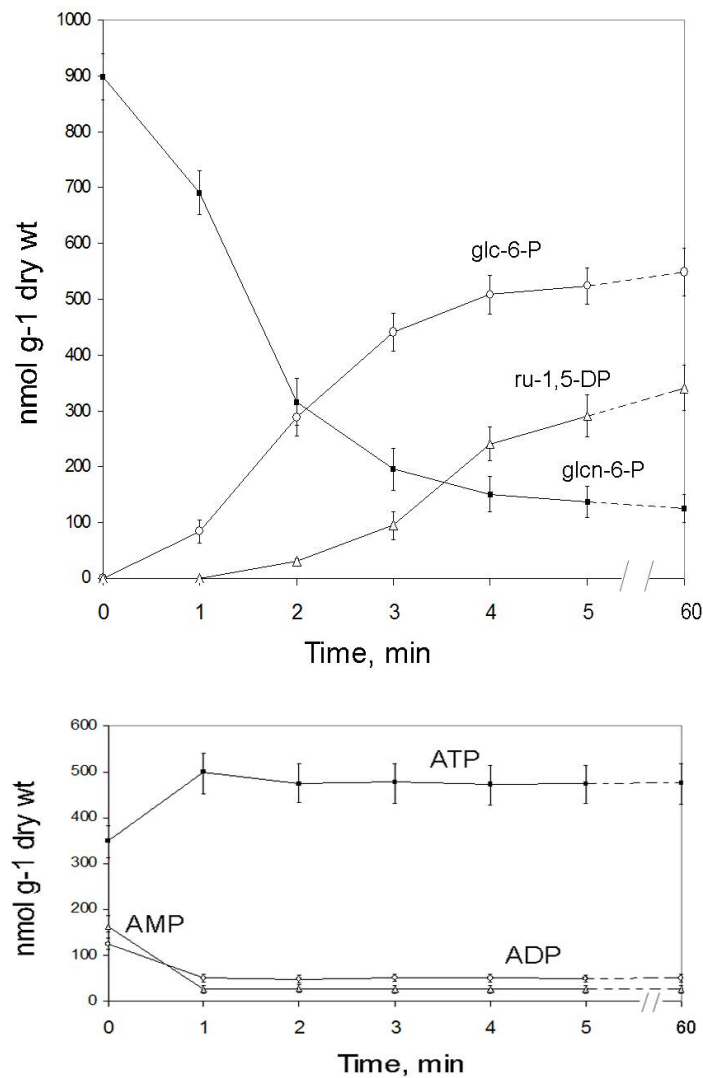 1000
900
800
700
600
500
400
300
200
100
0
nmol g-1 dry wt
glc-6-P
ru-1,5-DP
glcn-6-P
0 1 2 3 4 5 60
Time, min
600
500
400
300
200
100
0
nmol g-1 dry wt
ATP
AMP
ADP
0 1 2 3 4 5 60
Time, min